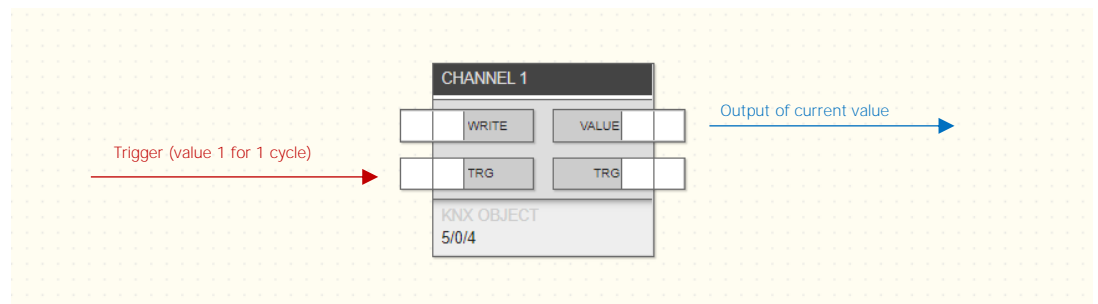 CHANNEL 1
WRITE VALUE
Output of current value
Trigger (value 1 for 1 cycle)
TRG TRG
KNX OBJECT
5/0/4